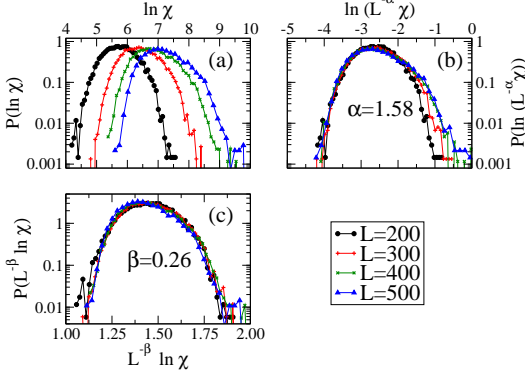 ln χ
4 5 6 7 8 9 10
ln (L^-α χ)
-5 -4 -3 -2 -1 0
P(ln χ)
1
0.1
0.01
0.001
(a)
(b)
α=1.58
1
0.1
0.01
0.001
P(ln (L^-α χ)
P(L^-β ln χ)
1
0.1
0.01
(c)
β=0.26
1.00 1.25 1.50 1.75 2.00
L^-β ln χ
L=200
L=300
L=400
L=500